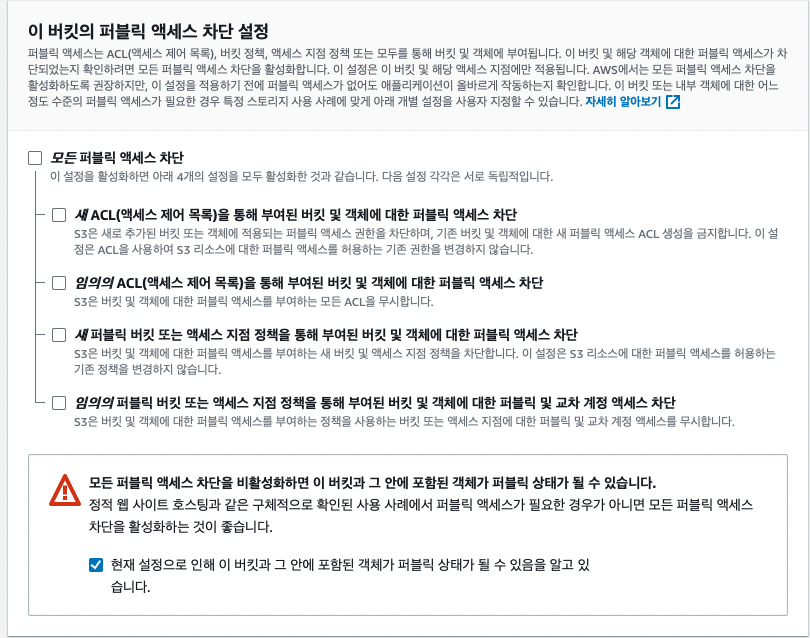 이 버킷의 퍼블릭 액세스 차단 설정
퍼블릭 액세스는 ACL(액세스 제어 목록), 버킷 정책, 액세스 지점 정책 또는 모두를 통해 버킷 및 객체에 부여됩니다. 이 버킷 및 해당 객체에 대한 퍼블릭 액세스가 차
단되었는지 확인하려면 모든 퍼블릭 액세스 차단을 활성화합니다. 이 설정은 이 버킷 및 해당 액세스 지점에만 적용됩니다. AWS에서는 모든 퍼블릭 액세스 차단을
활성화하도록 권장하지만, 이 설정을 적용하기 전에 퍼블릭 액세스가 없어도 애플리케이션이 올바르게 작동하는지 확인합니다. 이 버킷 또는 내부 객체에 대한 어느
정도 수준의 퍼블릭 액세스가 필요한 경우 특정 스토리지 사용 사례에 맞게 아래 개별 설정을 사용자 지정할 수 있습니다. 자세히 알아보기
모든 퍼블릭 액세스 차단
이 설정을 활성화하면 아래 4개의 설정을 모두 활성화한 것과 같습니다. 다음 설정 각각은 서로 독립적입니다.
새 ACL(액세스 제어 목록)을 통해 부여된 버킷 및 객체에 대한 퍼블릭 액세스 차단
S3은 새로 추가된 버킷 또는 객체에 적용되는 퍼블릭 액세스 권한을 차단하며, 기존 버킷 및 객체에 대한 새 퍼블릭 액세스 ACL 생성을 금지합니다. 이 설
정은 ACL을 사용하여 S3 리소스에 대한 퍼블릭 액세스를 허용하는 기존 권한을 변경하지 않습니다.
임의의 ACL(액세스 제어 목록)을 통해 부여된 버킷 및 객체에 대한 퍼블릭 액세스 차단
S3은 버킷 및 객체에 대한 퍼블릭 액세스를 부여하는 모든 ACL을 무시합니다.
새 퍼블릭 버킷 또는 액세스 지점 정책을 통해 부여된 버킷 및 객체에 대한 퍼블릭 액세스 차단
S3은 버킷 및 객체에 대한 퍼블릭 액세스를 부여하는 새 버킷 및 액세스 지점 정책을 차단합니다. 이 설정은 S3 리소스에 대한 퍼블릭 액세스를 허용하는
기존 정책을 변경하지 않습니다.
임의의 퍼블릭 버킷 또는 액세스 지점 정책을 통해 부여된 버킷 및 객체에 대한 퍼블릭 및 교차 계정 액세스 차단
S3은 버킷 및 객체에 대한 퍼블릭 액세스를 부여하는 정책을 사용하는 버킷 또는 액세스 지점에 대한 퍼블릭 및 교차 계정 액세스를 무시합니다.
모든 퍼블릭 액세스 차단을 비활성화하면 이 버킷과 그 안에 포함된 객체가 퍼블릭 상태가 될 수 있습니다.
정적 웹 사이트 호스팅과 같은 구체적으로 확인된 사용 사례에서 퍼블릭 액세스가 필요한 경우가 아니면 모든 퍼블릭 액세스
차단을 활성화하는 것이 좋습니다.
현재 설정으로 인해 이 버킷과 그 안에 포함된 객체가 퍼블릭 상태가 될 수 있음을 알고 있
습니다.